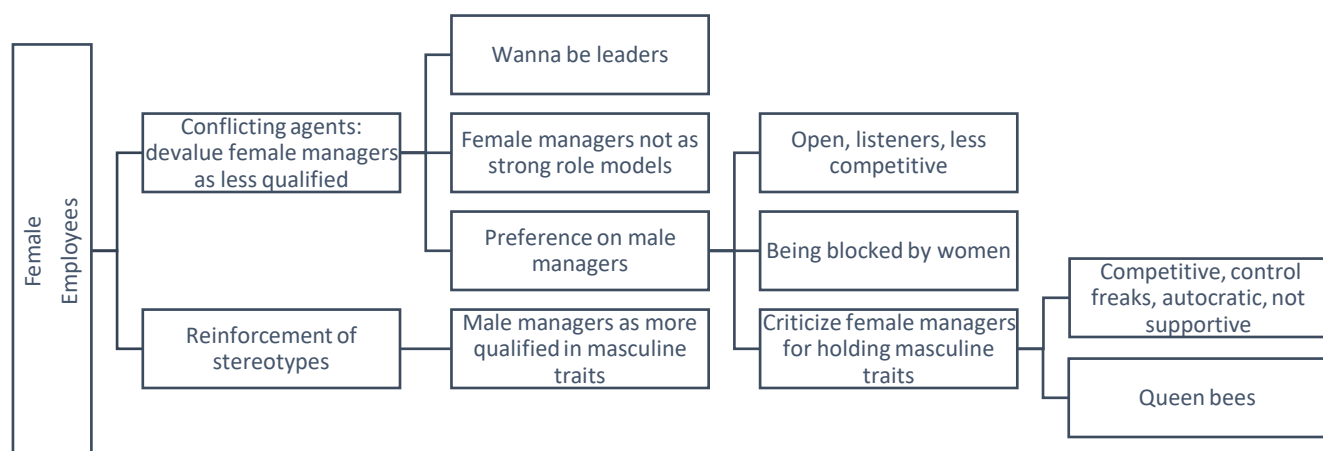 Female
Employees
Conflicting agents:
devalue female managers
as less qualified
Wanna be leaders
Female managers not as
strong role models
Preference on male
managers
Open, listeners, less
competitive
Being blocked by women
Criticize female managers
for holding masculine
traits
Competitive, control
freaks, autocratic, not
supportive
Queen bees
Reinforcement of
stereotypes
Male managers as more
qualified in masculine
traits